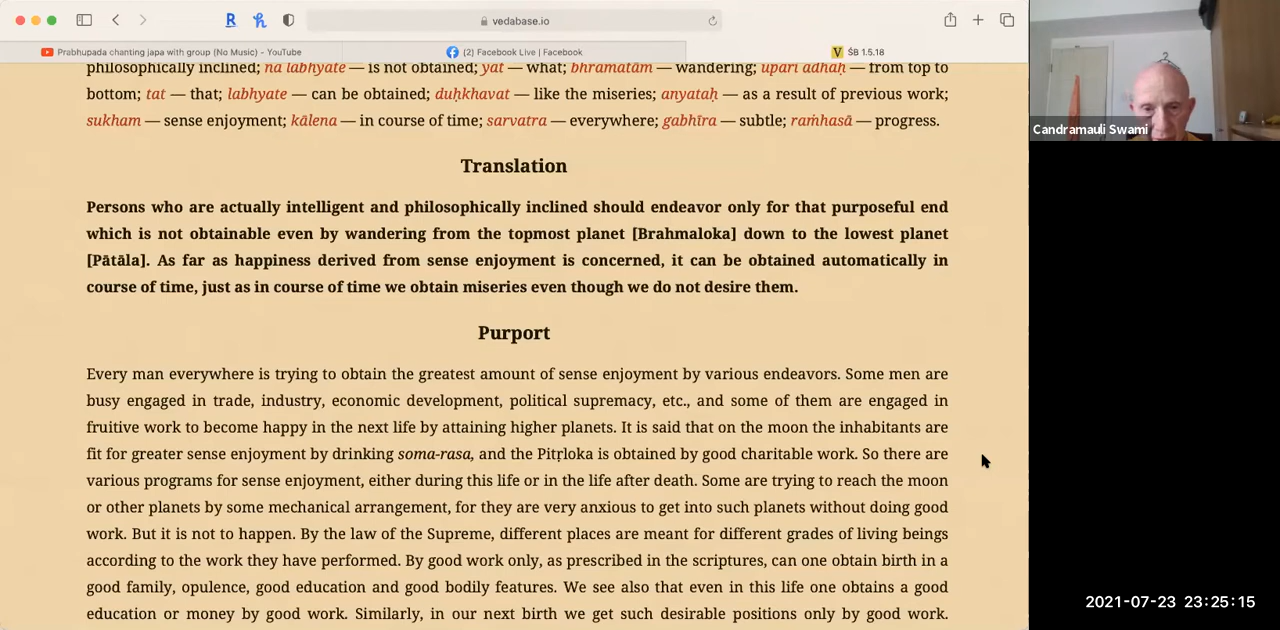 vedabase.io
Prabhupada chanting japa with group (No Music) - YouTube
(2) Facebook Live | Facebook
V ŚB 1.5.18
philosophically inclined; na labhyate — is not obtained; yat — what; bhramatām — wandering; upari adhaḥ — from top to
bottom; tat — that; labhyate — can be obtained; duḥkhavat — like the miseries; anyataḥ — as a result of previous work;
sukham — sense enjoyment; kālena — in course of time; sarvatra — everywhere; gabhīra — subtle; raṁhasā — progress.
Translation
Persons who are actually intelligent and philosophically inclined should endeavor only for that purposeful end
which is not obtainable even by wandering from the topmost planet [Brahmaloka] down to the lowest planet
[Pātāla]. As far as happiness derived from sense enjoyment is concerned, it can be obtained automatically in
course of time, just as in course of time we obtain miseries even though we do not desire them.
Purport
Every man everywhere is trying to obtain the greatest amount of sense enjoyment by various endeavors. Some men are
busy engaged in trade, industry, economic development, political supremacy, etc., and some of them are engaged in
fruitive work to become happy in the next life by attaining higher planets. It is said that on the moon the inhabitants are
fit for greater sense enjoyment by drinking soma-rasa, and the Pitṛloka is obtained by good charitable work. So there are
various programs for sense enjoyment, either during this life or in the life after death. Some are trying to reach the moon
or other planets by some mechanical arrangement, for they are very anxious to get into such planets without doing good
work. But it is not to happen. By the law of the Supreme, different places are meant for different grades of living beings
according to the work they have performed. By good work only, as prescribed in the scriptures, can one obtain birth in a
good family, opulence, good education and good bodily features. We see also that even in this life one obtains a good
education or money by good work. Similarly, in our next birth we get such desirable positions only by good work.
Candramauli Swami
2021-07-23 23:25:15